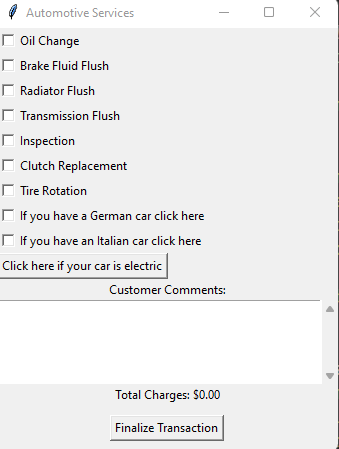 Automotive Services
Oil Change
Brake Fluid Flush
Radiator Flush
Transmission Flush
Inspection
Clutch Replacement
Tire Rotation
If you have a German car click here
If you have an Italian car click here
Click here if your car is electric
Customer Comments:
Total Charges: $0.00
Finalize Transaction